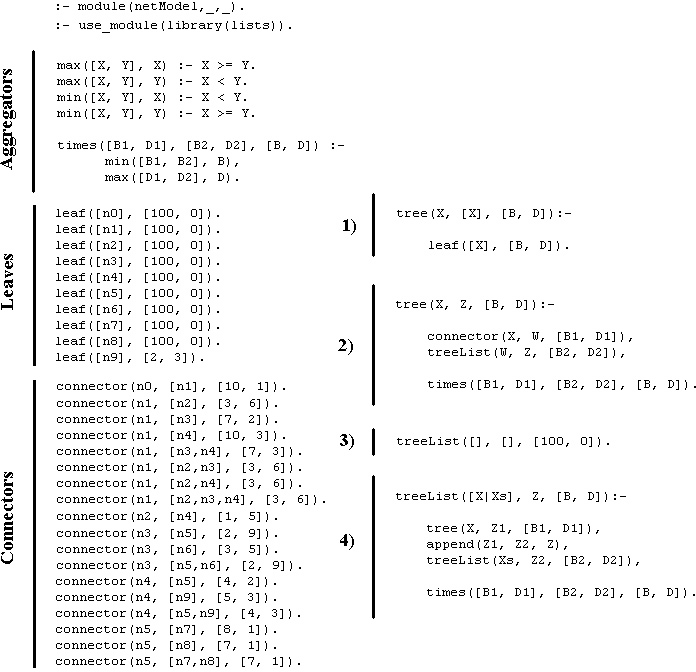 :- module(netModel,_,_).
:- use_module(library(lists)).
Aggregators
max([X, Y], X) :- X >= Y.
max([X, Y], Y) :- X < Y.
min([X, Y], X) :- X < Y.
min([X, Y], Y) :- X >= Y.
times([B1, D1], [B2, D2], [B, D]) :-
min([B1, B2], B),
max([D1, D2], D).
Leaves
leaf([n0], [100, 0]).
leaf([n1], [100, 0]).
leaf([n2], [100, 0]).
leaf([n3], [100, 0]).
leaf([n4], [100, 0]).
leaf([n5], [100, 0]).
leaf([n6], [100, 0]).
leaf([n7], [100, 0]).
leaf([n8], [100, 0]).
leaf([n9], [2, 3]).
Connectors
connector(n0, [n1], [10, 1]).
connector(n1, [n2], [3, 6]).
connector(n1, [n3], [7, 2]).
connector(n1, [n4], [10, 3]).
connector(n1, [n3,n4], [7, 3]).
connector(n1, [n2,n3], [3, 6]).
connector(n1, [n2,n4], [3, 6]).
connector(n1, [n2,n3,n4], [3, 6]).
connector(n2, [n4], [1, 5]).
connector(n3, [n5], [2, 9]).
connector(n3, [n6], [3, 5]).
connector(n3, [n5,n6], [2, 9]).
connector(n4, [n5], [4, 2]).
connector(n4, [n9], [5, 3]).
connector(n4, [n5,n9], [4, 3]).
connector(n5, [n7], [8, 1]).
connector(n5, [n8], [7, 1]).
connector(n5, [n7,n8], [7, 1]).
1)
tree(X, [X], [B, D]):-
leaf([X], [B, D]).
2)
tree(X, Z, [B, D]):-
connector(X, W, [B1, D1]),
treeList(W, Z, [B2, D2]),
times([B1, D1], [B2, D2], [B, D]).
3)
treeList([], [], [100, 0]).
4)
treeList([X|Xs], Z, [B, D]):-
tree(X, Z1, [B1, D1]),
append(Z1, Z2, Z),
treeList(Xs, Z2, [B2, D2]),
times([B1, D1], [B2, D2], [B, D]).